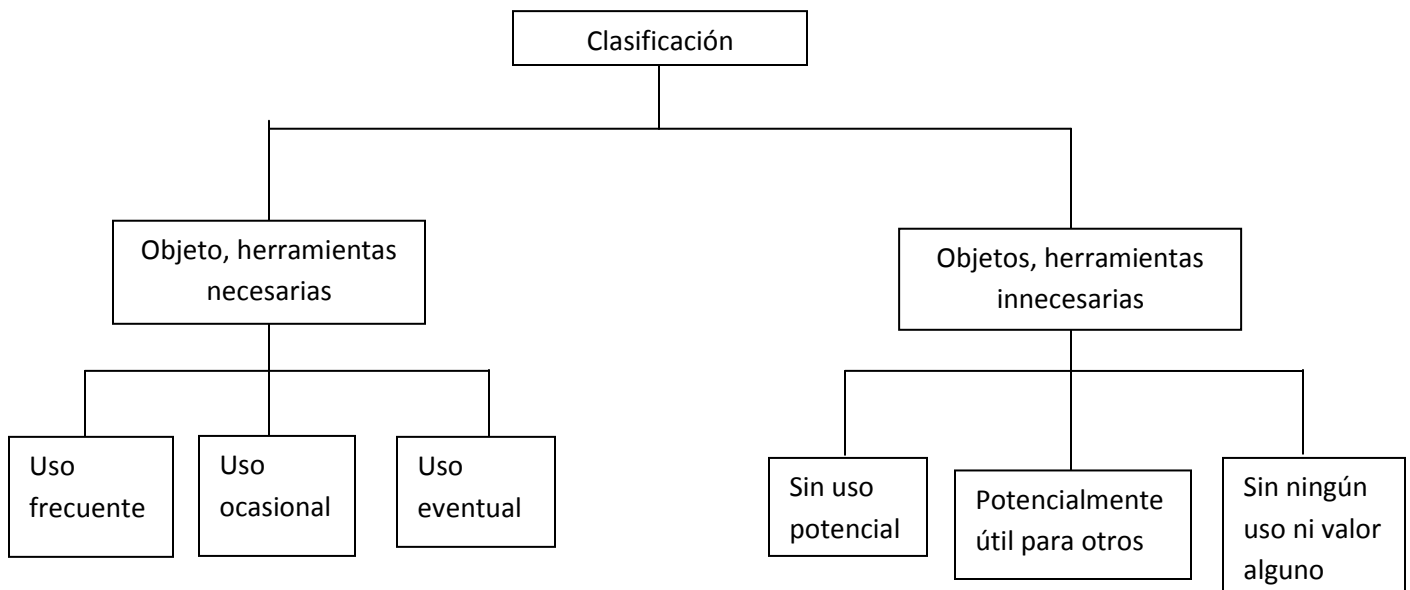 Clasificación
Objeto, herramientas
necesarias
Objetos, herramientas
innecesarias
Uso
frecuente
Uso
ocasional
Uso
eventual
Sin uso
potencial
Potencialmente
útil para otros
Sin ningún
uso ni valor
alguno